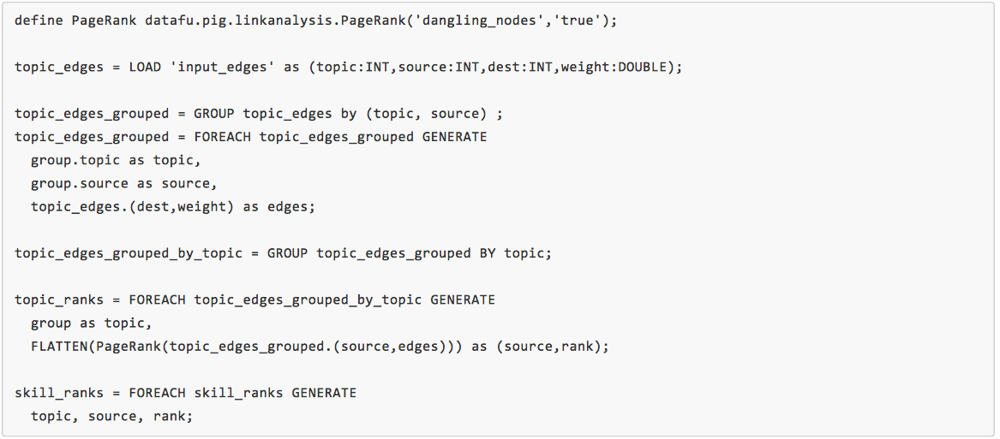 define PageRank datafu.pig.linkanalysis.PageRank('dangling_nodes','true');
topic_edges = LOAD 'input_edges' as (topic:INT,source:INT,dest:INT,weight:DOUBLE);
topic_edges_grouped = GROUP topic_edges by (topic, source) ;
topic_edges_grouped = FOREACH topic_edges_grouped GENERATE
  group.topic as topic,
  group.source as source,
  topic_edges.(dest,weight) as edges;
topic_edges_grouped_by_topic = GROUP topic_edges_grouped BY topic;
topic_ranks = FOREACH topic_edges_grouped_by_topic GENERATE
  group as topic,
  FLATTEN(PageRank(topic_edges_grouped.(source,edges))) as (source,rank);
skill_ranks = FOREACH skill_ranks GENERATE
  topic, source, rank;